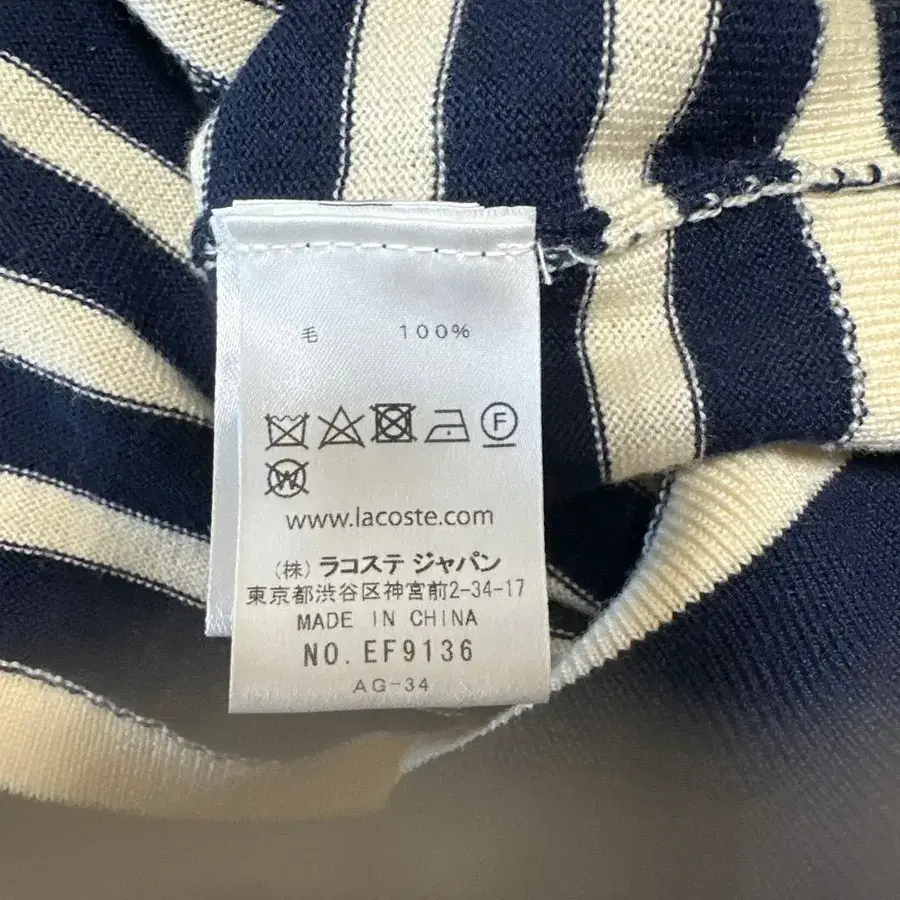 毛 100%
F
W
www.lacoste.com
(株) ラコステ ジャパン
東京都渋谷区神宮前2-34-17
MADE IN CHINA
NO. EF9136
AG-34